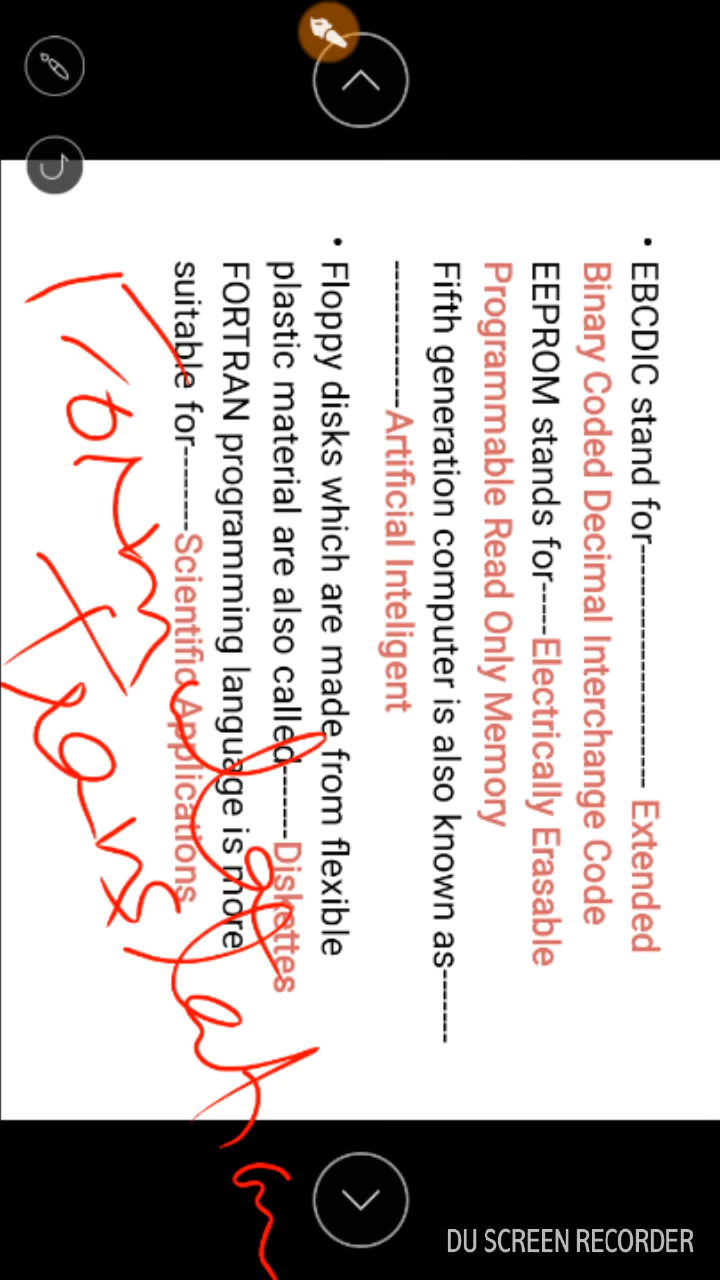 • EBCDIC stand for---------------------- Extended
Binary Coded Decimal Interchange Code
EEPROM stands for-----Electrically Erasable
Programmable Read Only Memory
Fifth generation computer is also known as------
-------------Artificial Inteligent
• Floppy disks which are made from flexible
plastic material are also called-------Diskettes
FORTRAN programming language is more
suitable for-------Scientific Applications
Formula
Translation
DU SCREEN RECORDER